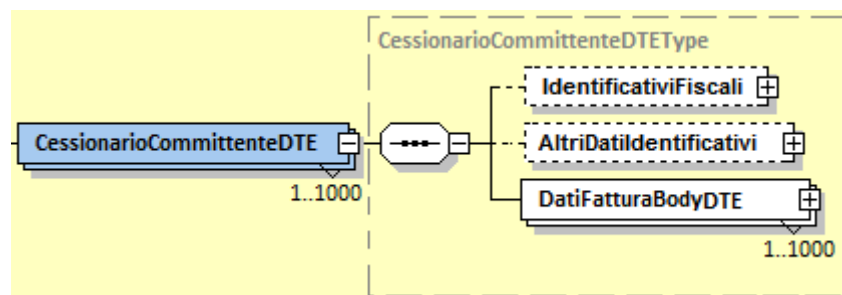 CessionarioCommittenteDTEType
IdentificativiFiscali
CessionarioCommittenteDTE
AltriDatiIdentificativi
1..1000
DatiFatturaBodyDTE
1..1000